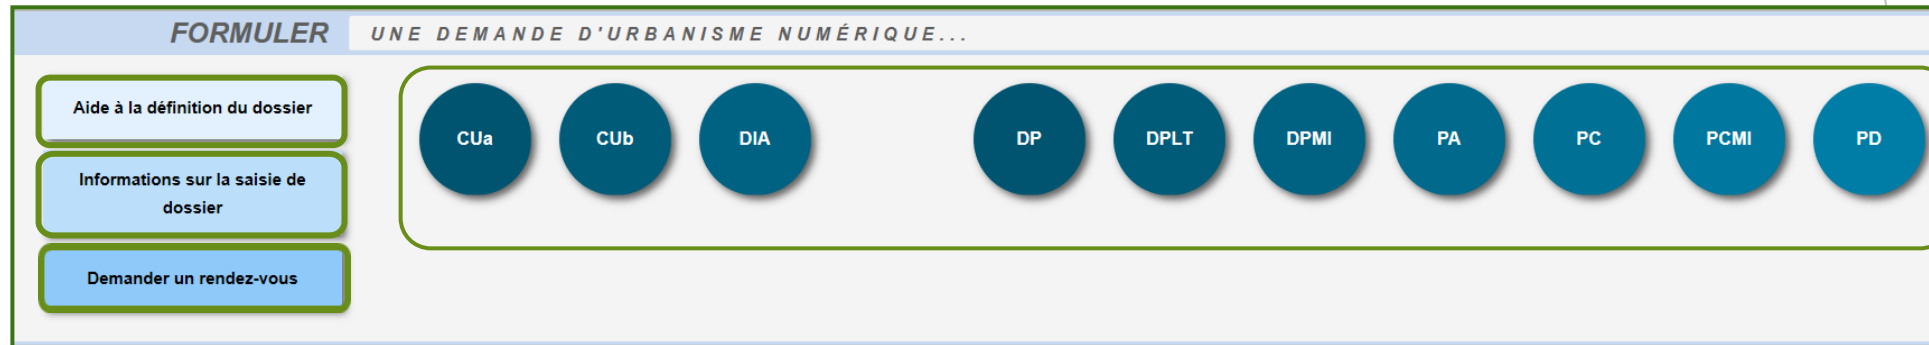 FORMULER UNE DEMANDE D'URBANISME NUMÉRIQUE...
Aide à la définition du dossier
Informations sur la saisie de
dossier
Demander un rendez-vous
CUa CUb DIA DP DPLT DPMI PA PC PCMI PD